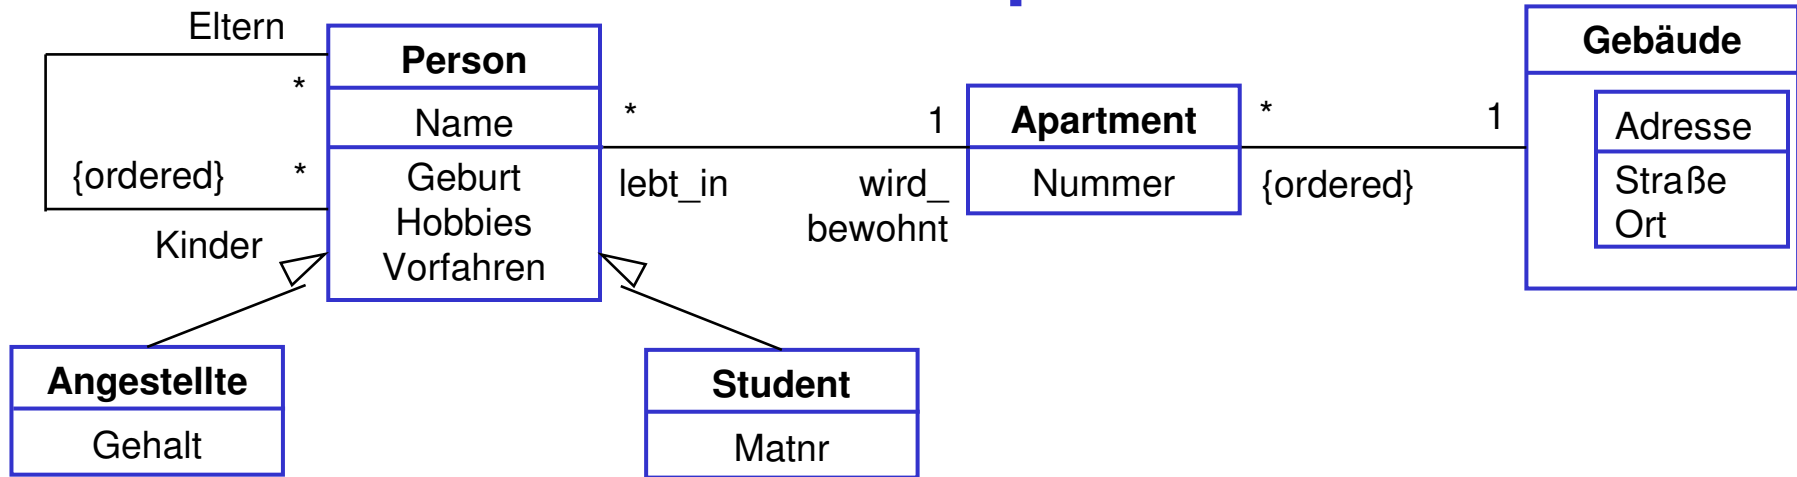 Eltern
*
{ordered}
*
Kinder
Person
Name
Geburt
Hobbies
Vorfahren
*
1
lebt_in
wird_
bewohnt
Apartment
Nummer
*
1
{ordered}
Gebäude
Adresse
Straße
Ort
Angestellte
Gehalt
Student
Matnr